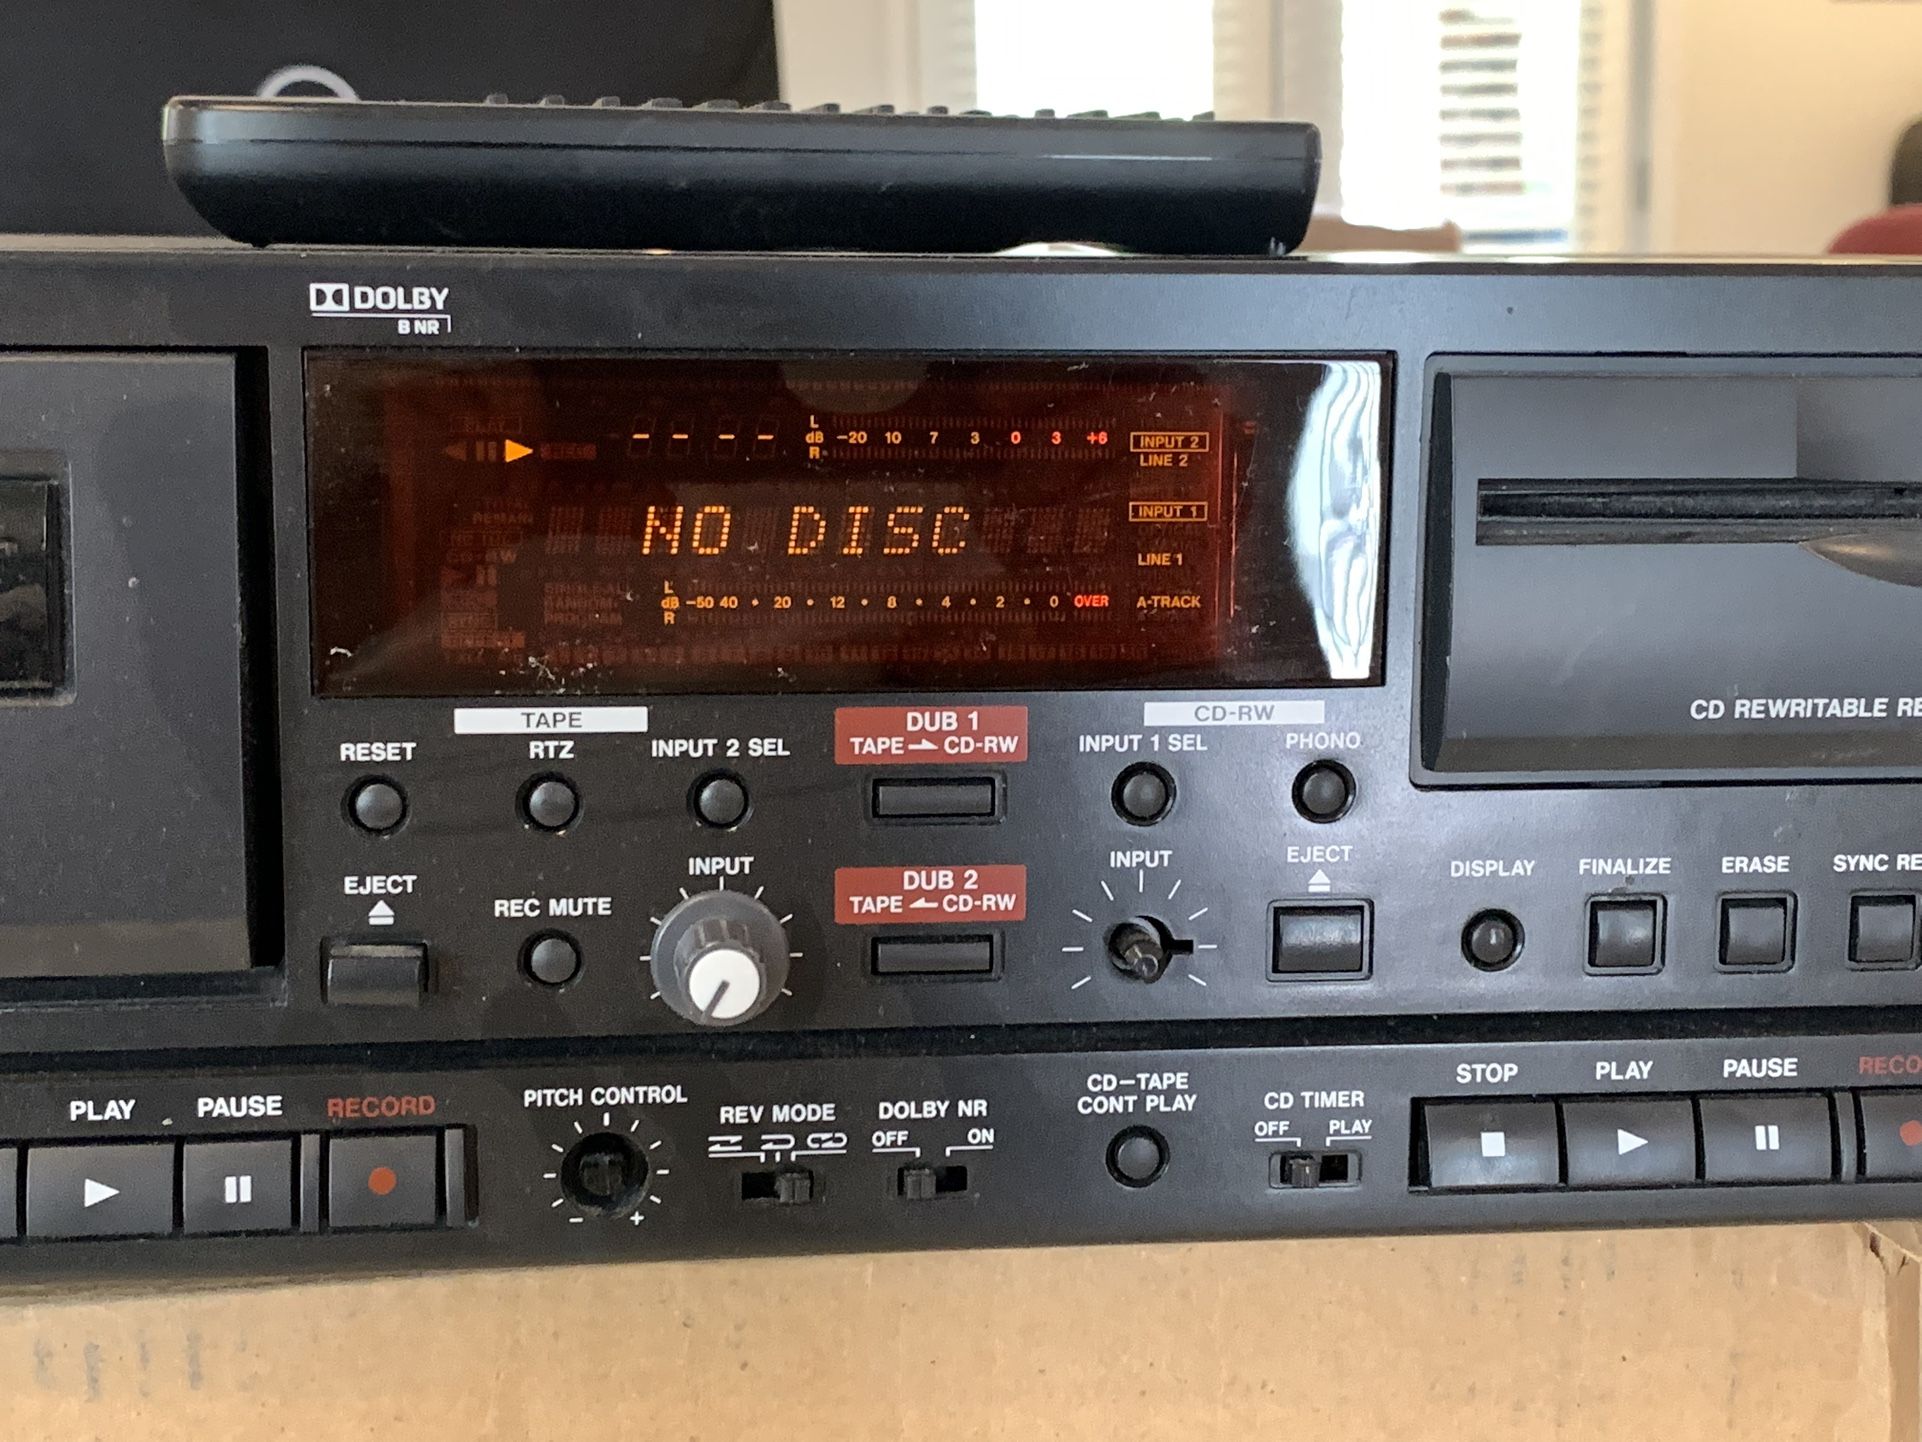 DOLBY
B NR
- - - -
L
dB -20 10 7 3 0 3 +6
R
INPUT 2
LINE 2
NO DISC
INPUT 1
LINE 1
L
dB -50 40 • 20 • 12 • 8 • 4 • 2 • 0 OVER
R
A-TRACK
CD REWRITABLE RE
TAPE
CD-RW
RESET
RTZ
INPUT 2 SEL
DUB 1
TAPE → CD-RW
INPUT 1 SEL
PHONO
EJECT
REC MUTE
INPUT
DUB 2
TAPE ← CD-RW
INPUT
EJECT
DISPLAY
FINALIZE
ERASE
SYNC RE
PLAY
PAUSE
RECORD
PITCH CONTROL
- +
REV MODE
DOLBY NR
OFF ON
CD-TAPE
CONT PLAY
CD TIMER
OFF PLAY
STOP
PLAY
PAUSE
RECO